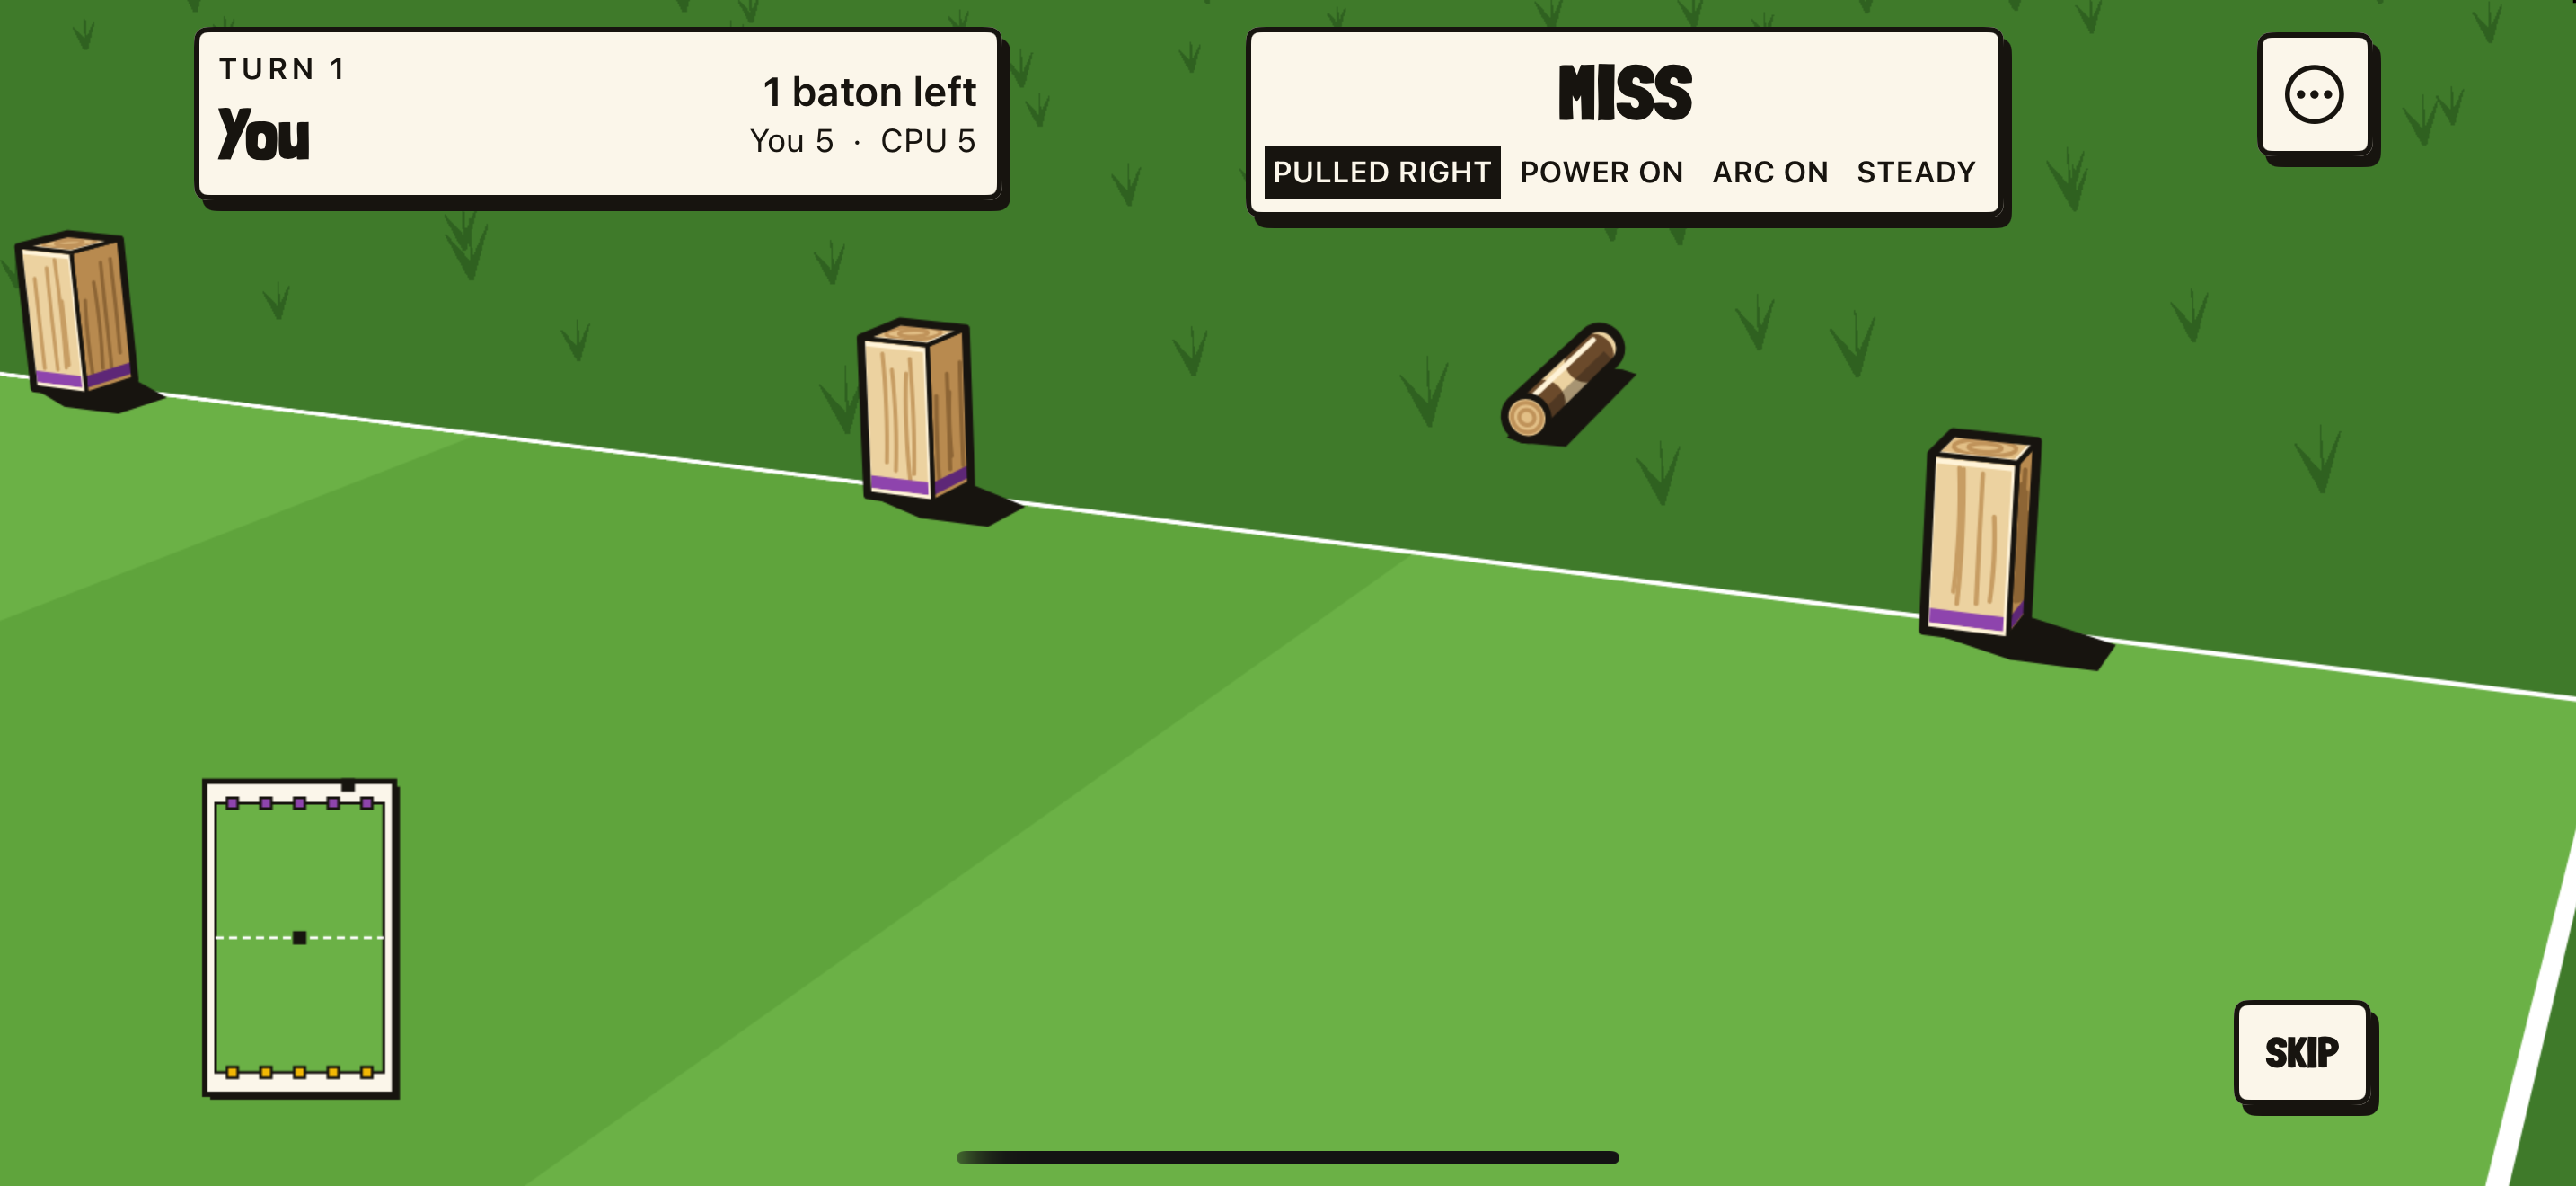 TURN 1
You
1 baton left
You 5 · CPU 5
MISS
PULLED RIGHT POWER ON ARC ON STEADY
SKIP